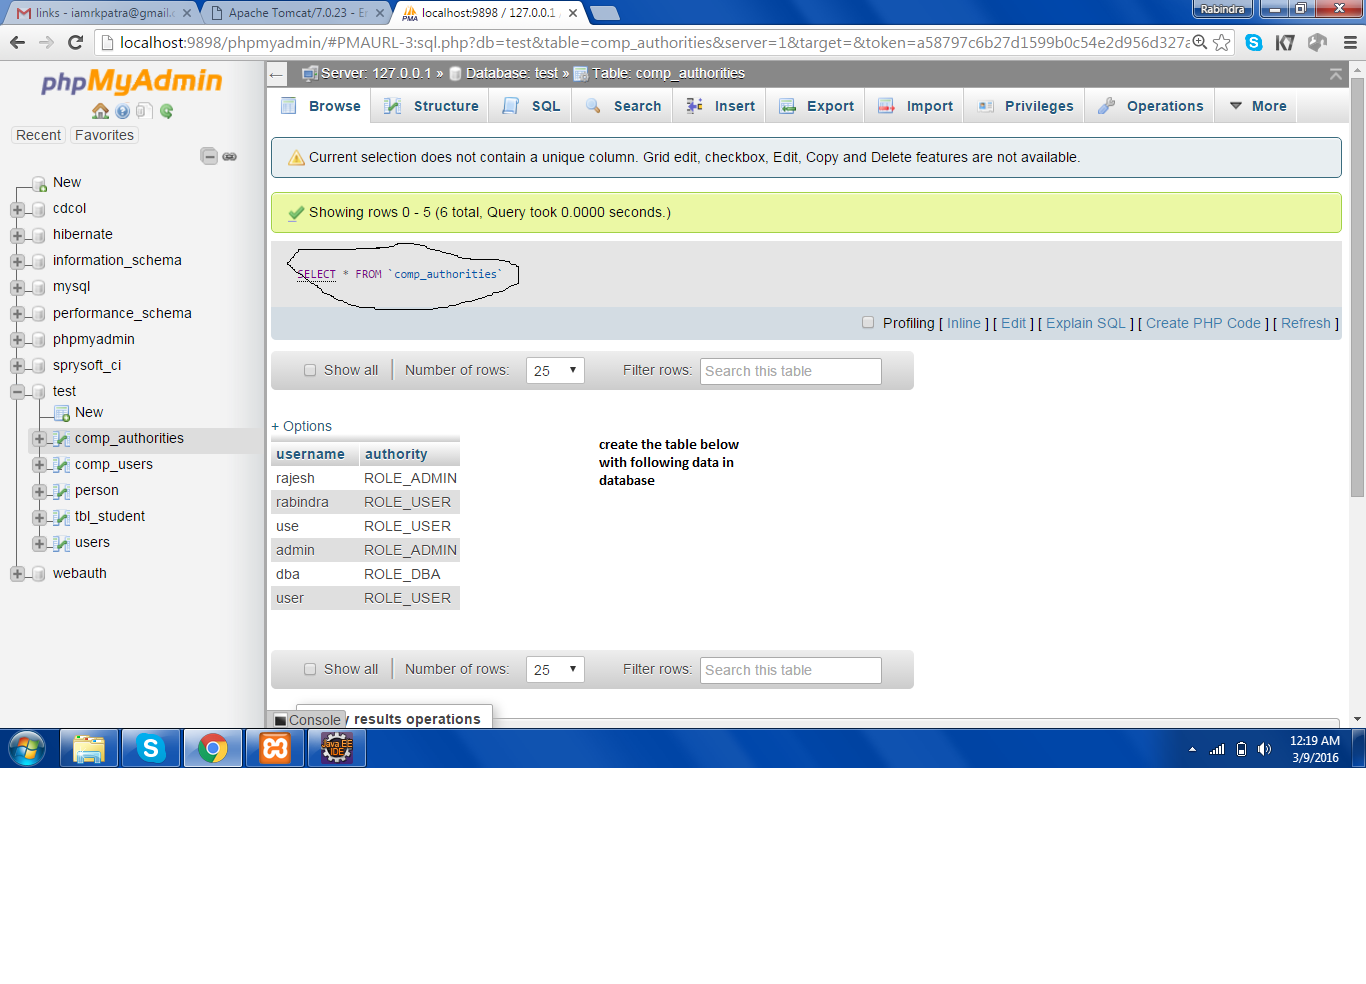 links - iamrkpatra@gmail.c
Apache Tomcat/7.0.23 - Er
localhost:9898 / 127.0.0.1
Rabindra
localhost:9898/phpmyadmin/#PMAURL-3:sql.php?db=test&table=comp_authorities&server=1&target=&token=a58797c6b27d1599b0c54e2d956d327a
phpMyAdmin
Recent Favorites
New
cdcol
hibernate
information_schema
mysql
performance_schema
phpmyadmin
sprysoft_ci
test
New
comp_authorities
comp_users
person
tbl_student
users
webauth
Server: 127.0.0.1 » Database: test » Table: comp_authorities
Browse Structure SQL Search Insert Export Import Privileges Operations More
Current selection does not contain a unique column. Grid edit, checkbox, Edit, Copy and Delete features are not available.
Showing rows 0 - 5 (6 total, Query took 0.0000 seconds.)
SELECT * FROM `comp_authorities`
Profiling [ Inline ] [ Edit ] [ Explain SQL ] [ Create PHP Code ] [ Refresh ]
Show all Number of rows: 25 Filter rows: Search this table
+ Options
username authority
rajesh ROLE_ADMIN
rabindra ROLE_USER
use ROLE_USER
admin ROLE_ADMIN
dba ROLE_DBA
user ROLE_USER
create the table below
with following data in
database
Show all Number of rows: 25 Filter rows: Search this table
Console
results operations
Java EE
IDE
12:19 AM
3/9/2016